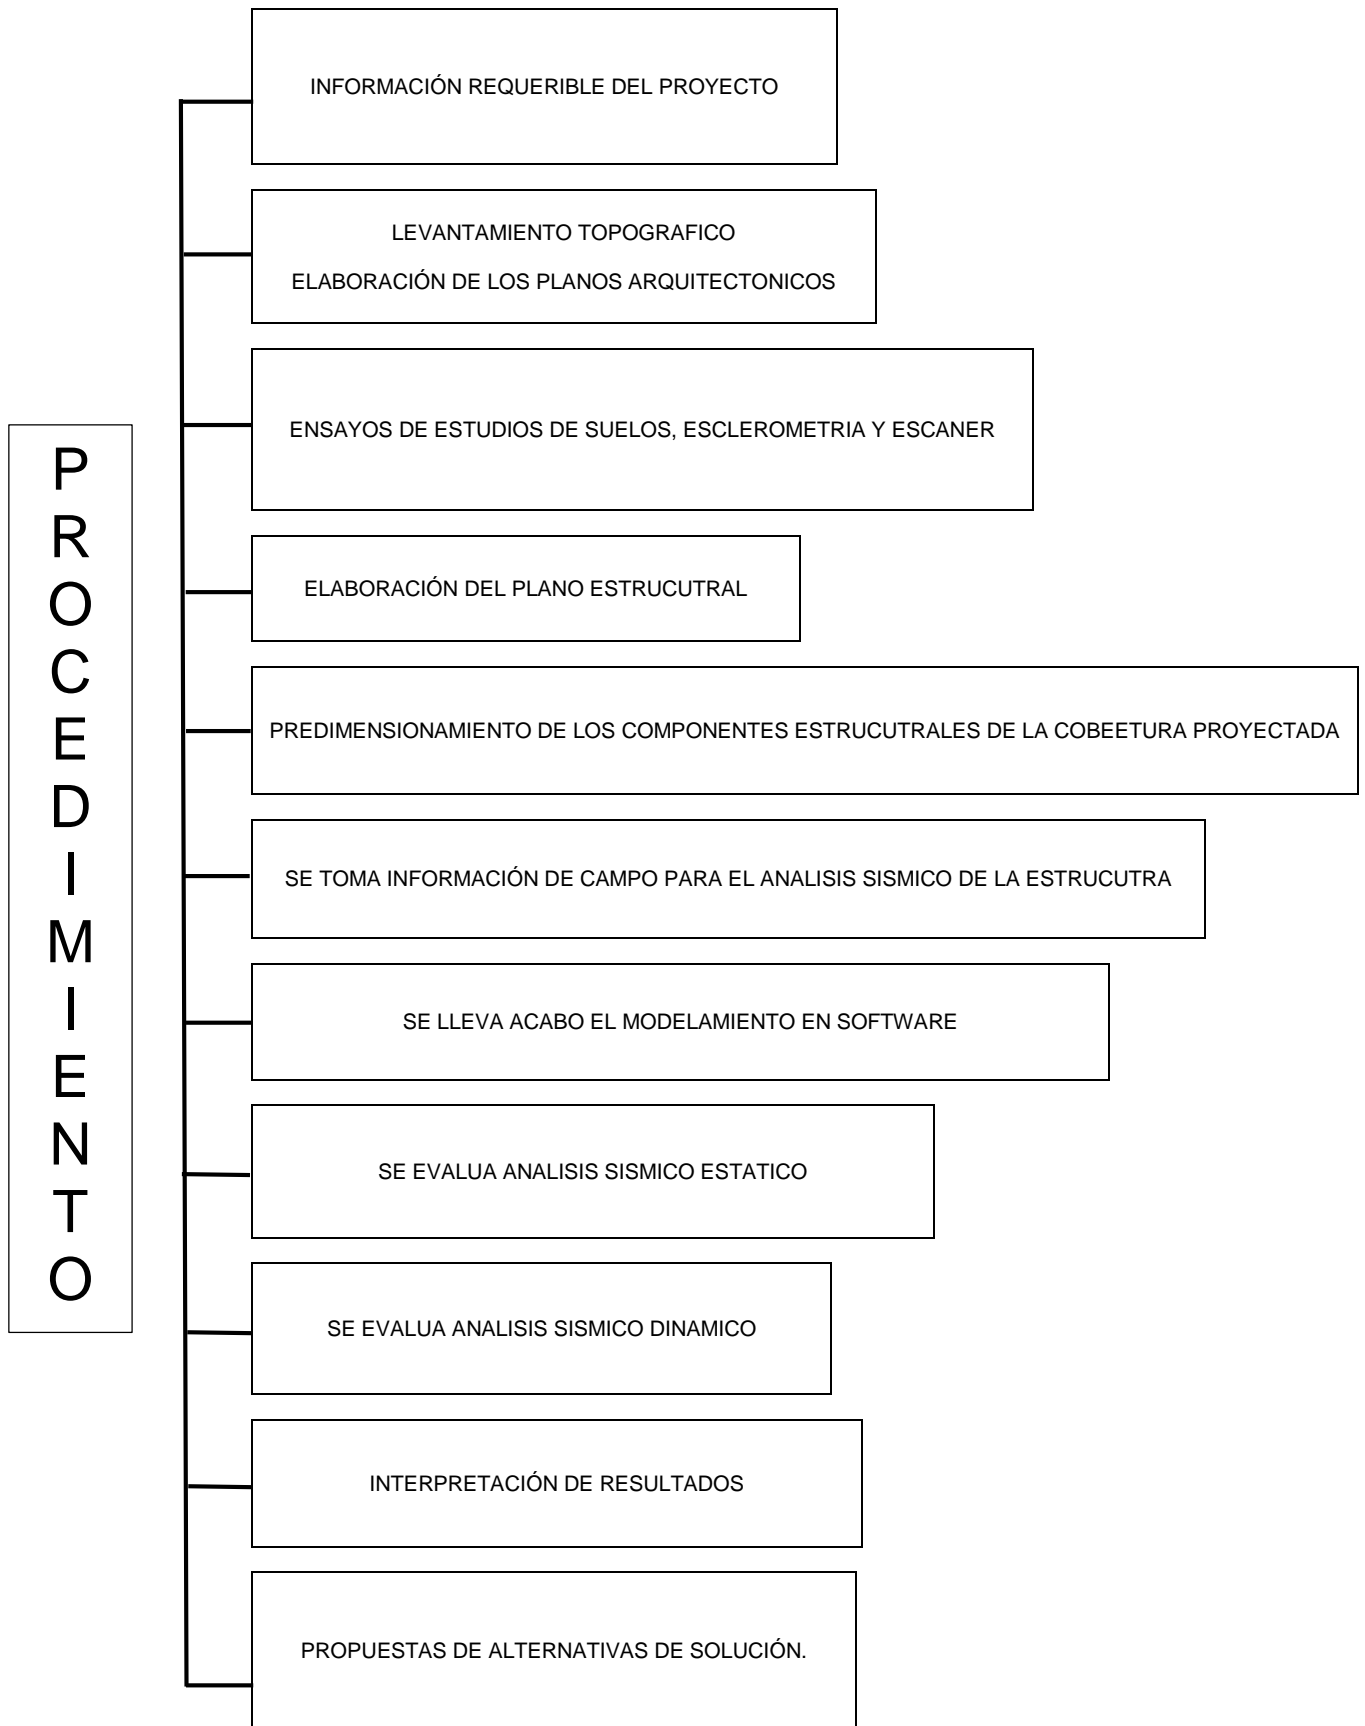 PROCEDIMIENTO
INFORMACIÓN REQUERIBLE DEL PROYECTO
LEVANTAMIENTO TOPOGRAFICO
ELABORACIÓN DE LOS PLANOS ARQUITECTONICOS
ENSAYOS DE ESTUDIOS DE SUELOS, ESCLEROMETRIA Y ESCANER
ELABORACIÓN DEL PLANO ESTRUCUTRAL
PREDIMENSIONAMIENTO DE LOS COMPONENTES ESTRUCUTRALES DE LA COBEETURA PROYECTADA
SE TOMA INFORMACIÓN DE CAMPO PARA EL ANALISIS SISMICO DE LA ESTRUCUTRA
SE LLEVA ACABO EL MODELAMIENTO EN SOFTWARE
SE EVALUA ANALISIS SISMICO ESTATICO
SE EVALUA ANALISIS SISMICO DINAMICO
INTERPRETACIÓN DE RESULTADOS
PROPUESTAS DE ALTERNATIVAS DE SOLUCIÓN.